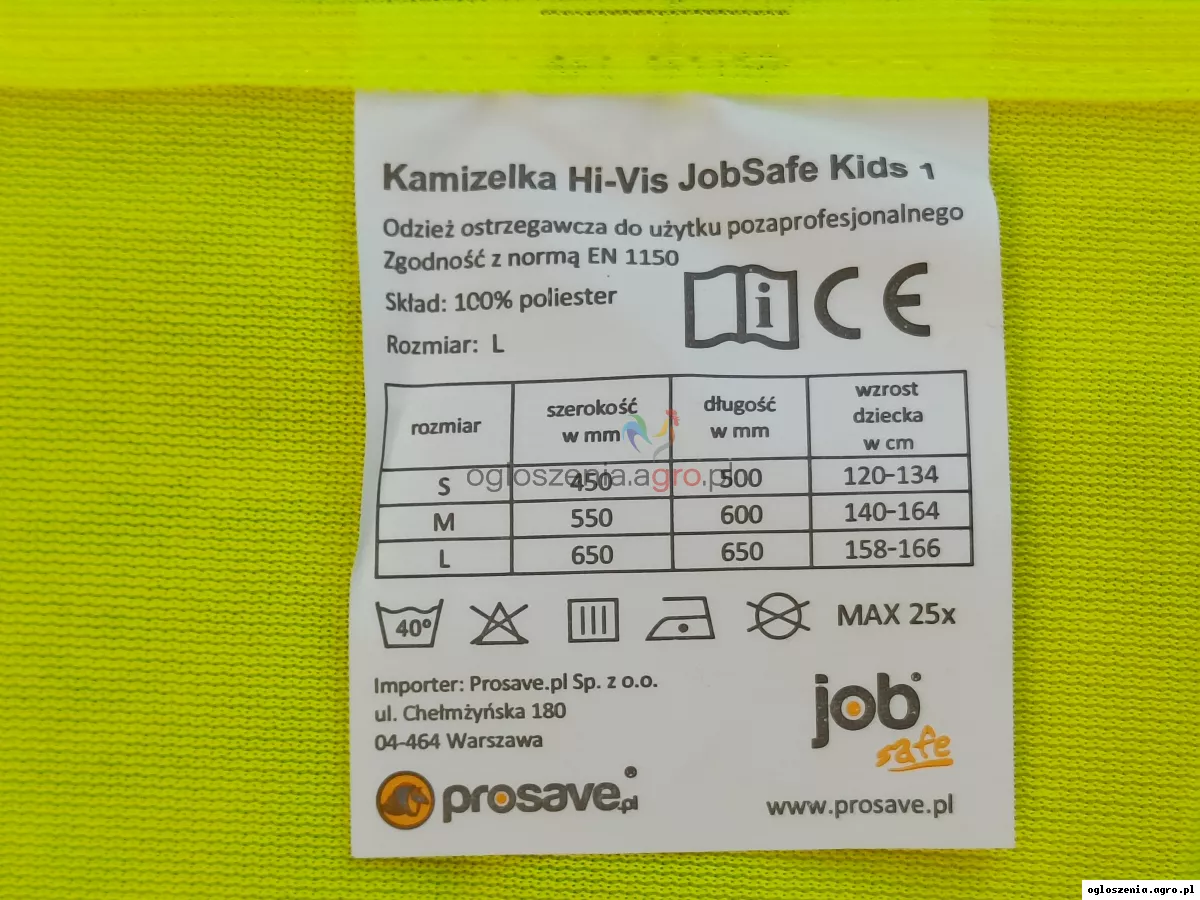 Kamizelka Hi-Vis JobSafe Kids 1
Odzież ostrzegawcza do użytku pozaprofesjonalnego
Zgodność z normą EN 1150
Skład: 100% poliester
Rozmiar: L
i
CE
rozmiar szerokość w mm długość w mm wzrost dziecka w cm
S 450 500 120-134
M 550 600 140-164
L 650 650 158-166
ogloszenia.agro.pl
40° MAX 25x
Importer: Prosave.pl Sp. z o.o.
ul. Chełmżyńska 180
04-464 Warszawa
job®
safe
prosave.pl®
www.prosave.pl
ogloszenia.agro.pl